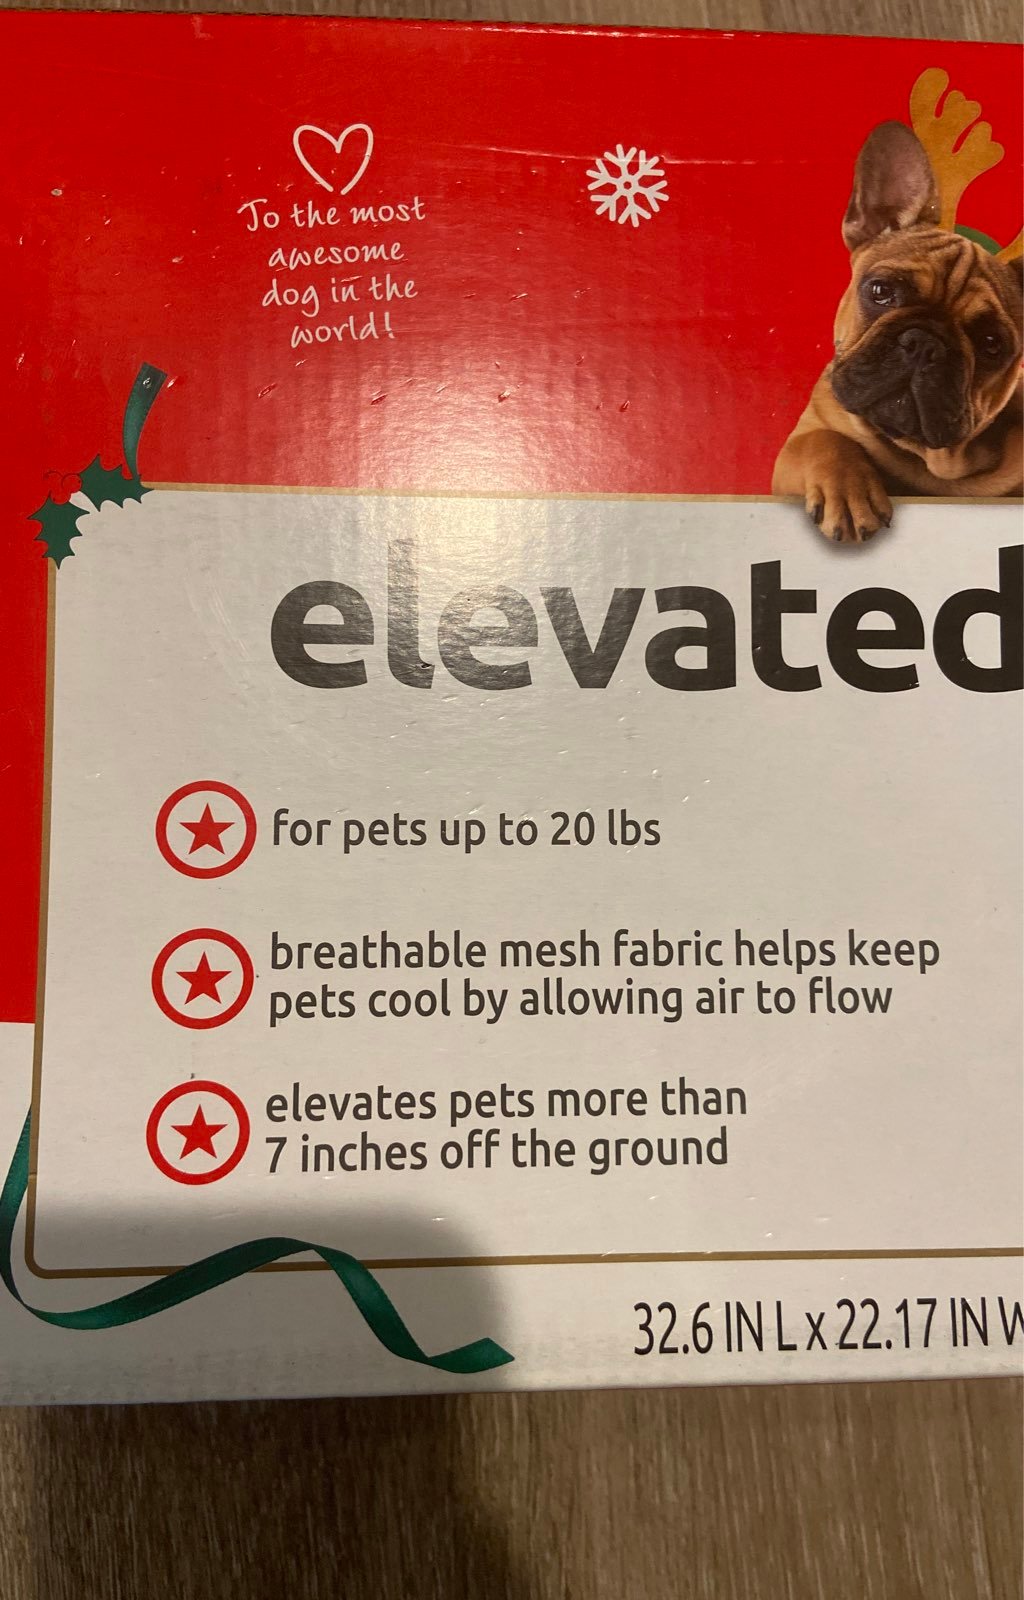 To the most
awesome
dog in the
world!
elevated
for pets up to 20 lbs
breathable mesh fabric helps keep
pets cool by allowing air to flow
elevates pets more than
7 inches off the ground
32.6 IN L x 22.17 IN W